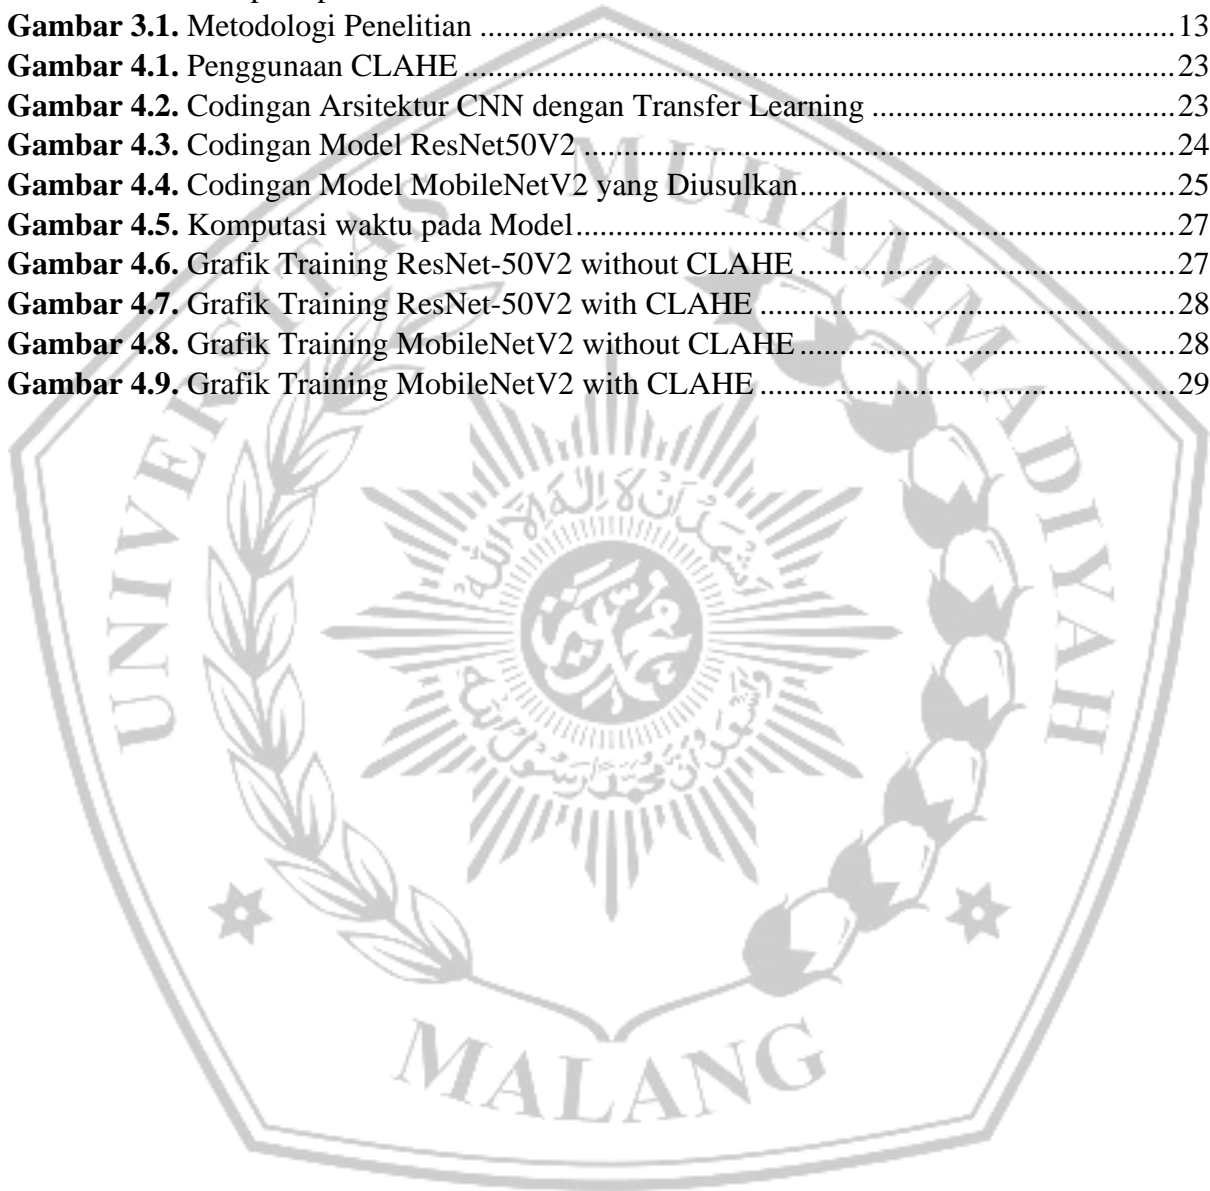 Gambar 3.1. Metodologi Penelitian ........................................................................................13
Gambar 4.1. Penggunaan CLAHE ..........................................................................................23
Gambar 4.2. Codingan Arsitektur CNN dengan Transfer Learning ......................................23
Gambar 4.3. Codingan Model ResNet50V2 ...........................................................................24
Gambar 4.4. Codingan Model MobileNetV2 yang Diusulkan................................................25
Gambar 4.5. Komputasi waktu pada Model............................................................................27
Gambar 4.6. Grafik Training ResNet-50V2 without CLAHE ...............................................27
Gambar 4.7. Grafik Training ResNet-50V2 with CLAHE ....................................................28
Gambar 4.8. Grafik Training MobileNetV2 without CLAHE ...............................................28
Gambar 4.9. Grafik Training MobileNetV2 with CLAHE ....................................................29
UNIVERSITAS MUHAMMADIYAH
MALANG